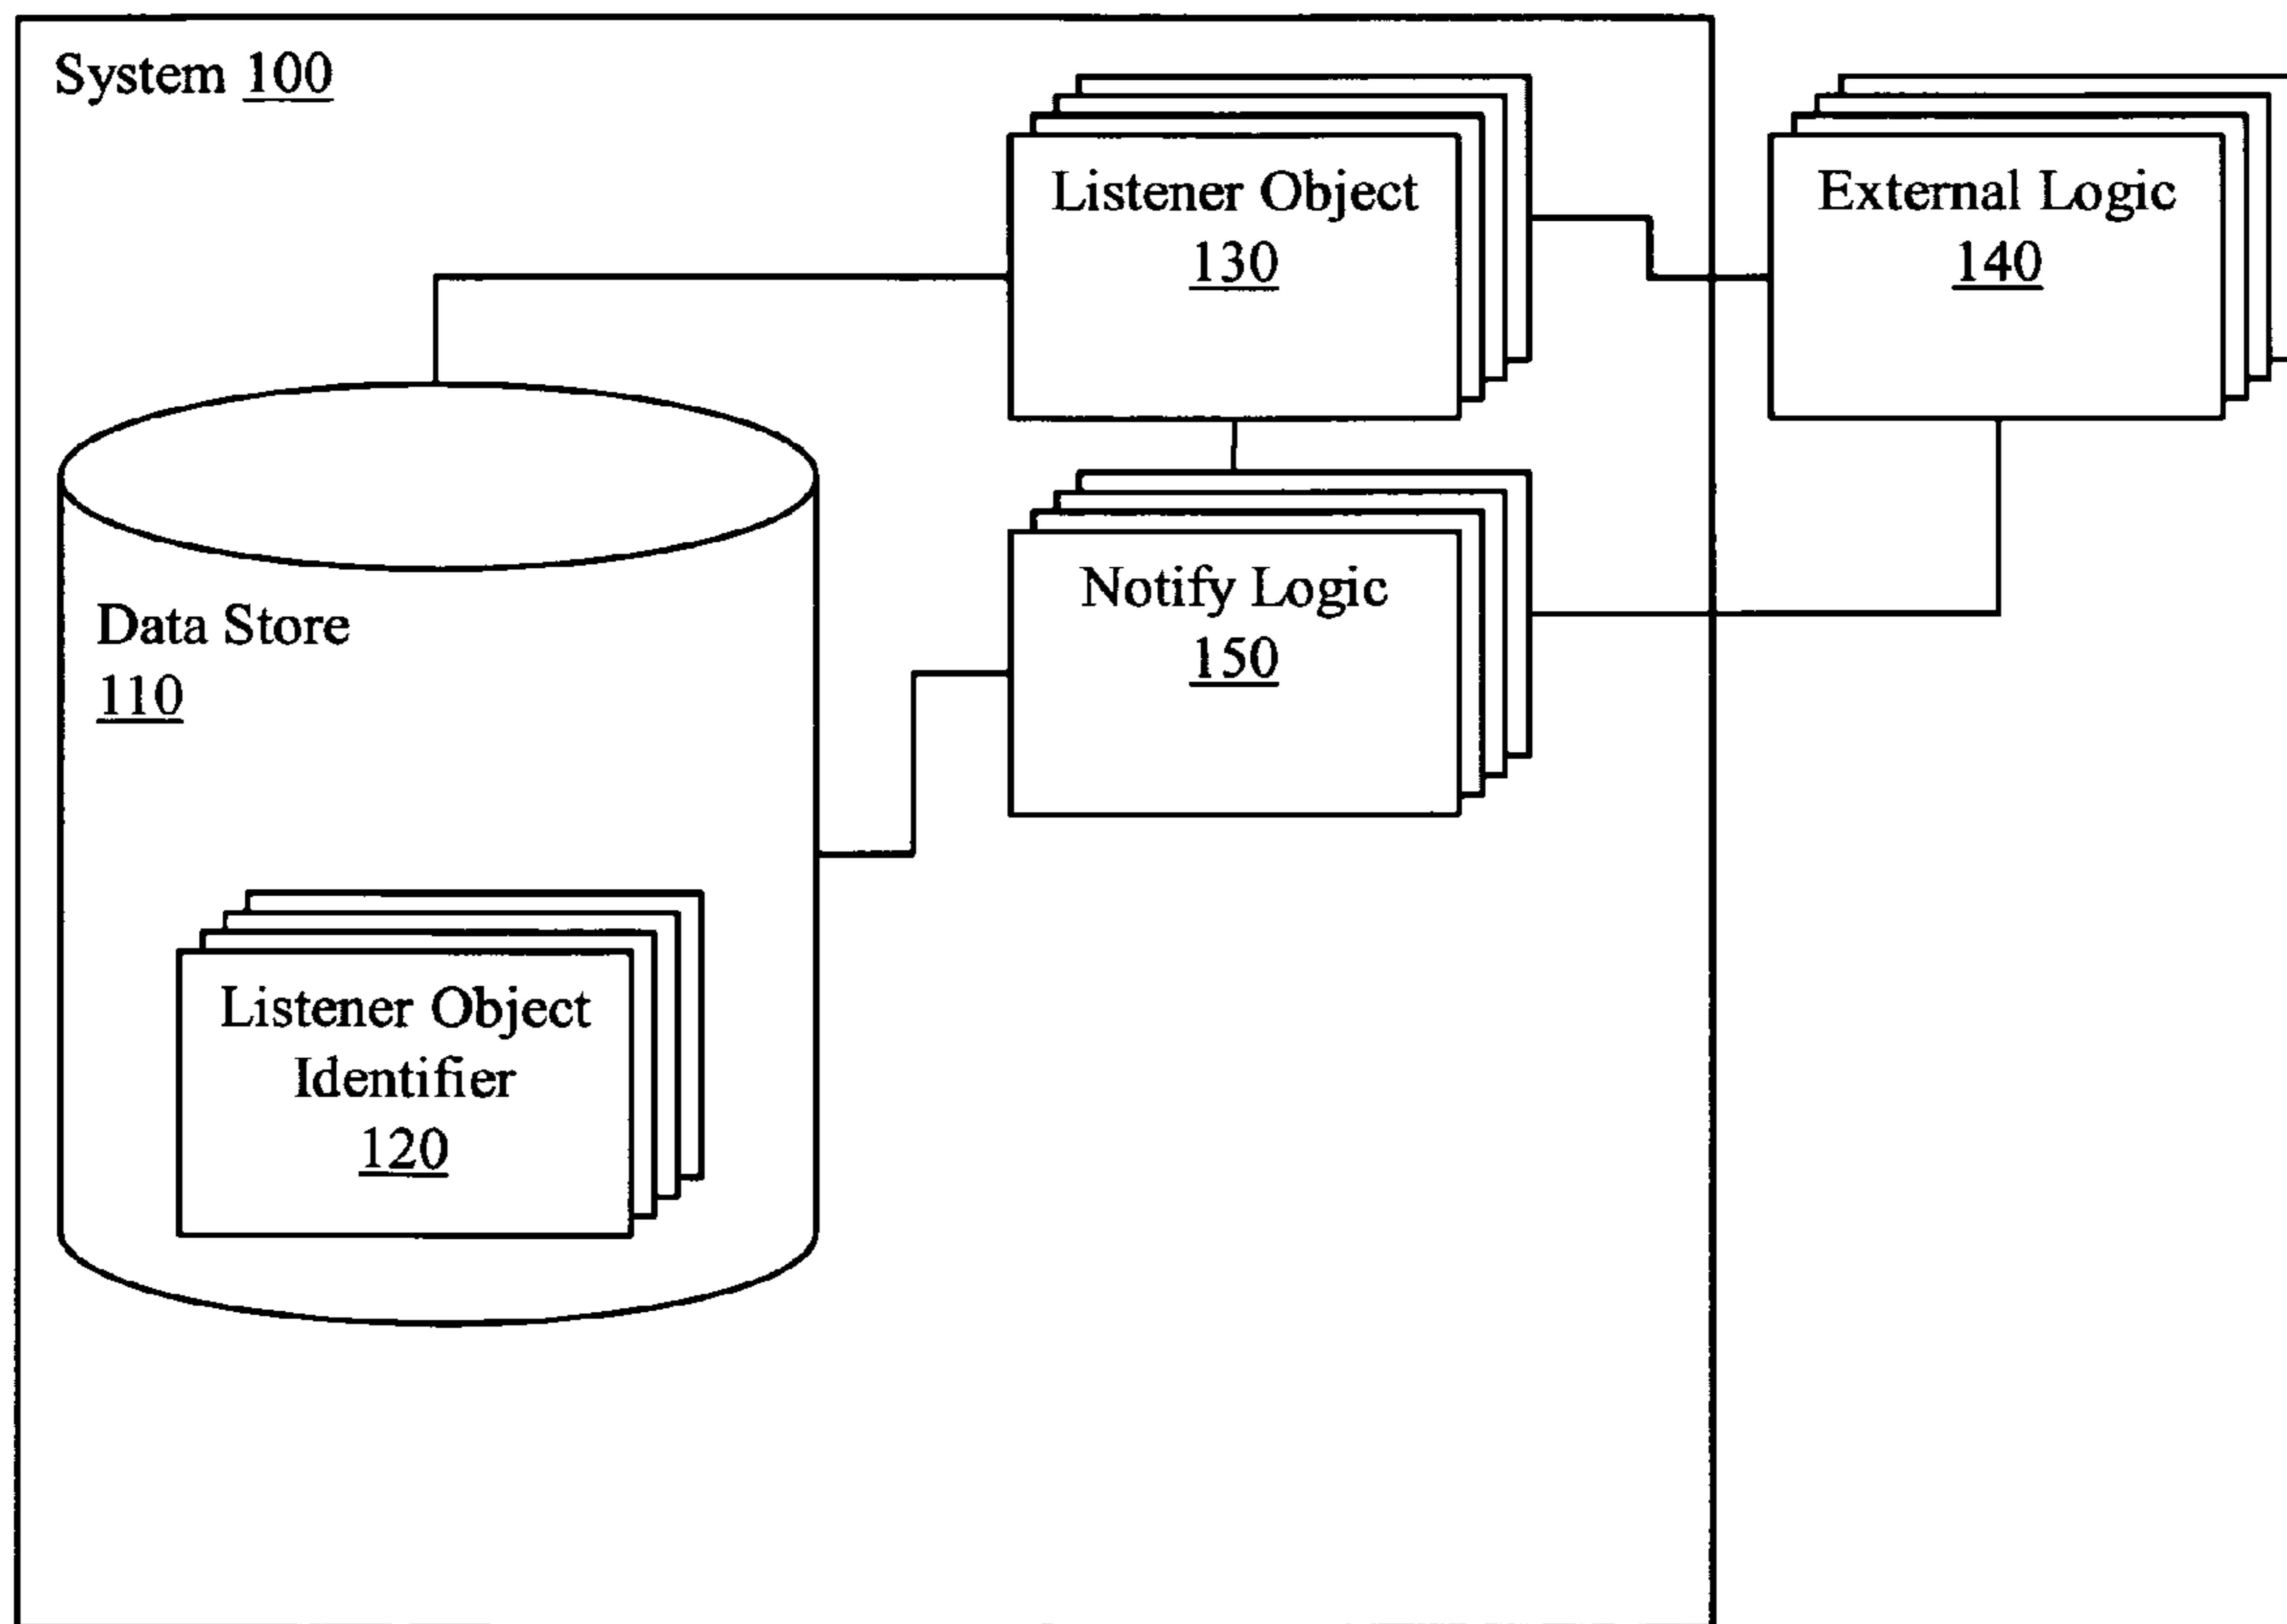 System 100
Listener Object
130
External Logic
140
Notify Logic
150
Data Store
110
Listener Object
Identifier
120